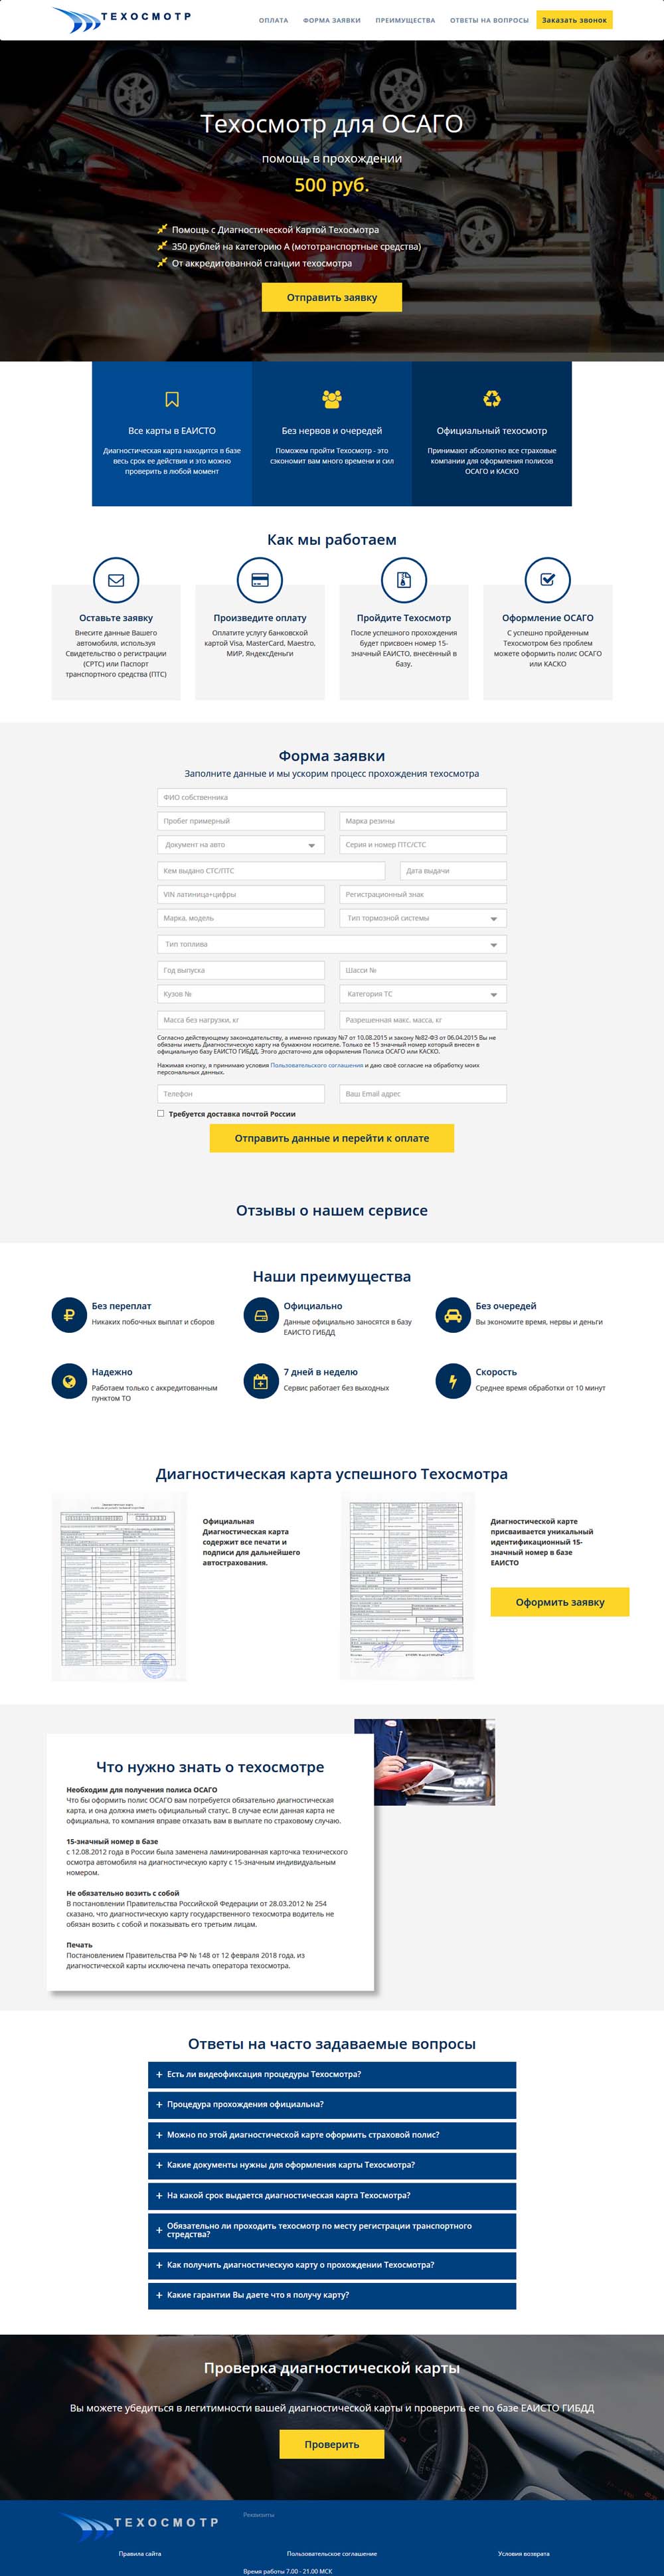 ТЕХОСМОТР
ОПЛАТА
ФОРМА ЗАЯВКИ
ПРЕИМУЩЕСТВА
ОТВЕТЫ НА ВОПРОСЫ
Заказать звонок
Техосмотр для ОСАГО
помощь в прохождении
500 руб.
Помощь с Диагностической Картой Техосмотра
350 рублей на категорию А (мототранспортные средства)
От аккредитованной станции техосмотра
Отправить заявку
Все карты в ЕАИСТО
Диагностическая карта находится в базе
весь срок ее действия и это можно
проверить в любой момент
Без нервов и очередей
Поможем пройти Техосмотр - это
сэкономит вам много времени и сил
Официальный техосмотр
Принимают абсолютно все страховые
компании для оформления полисов
ОСАГО и КАСКО
Как мы работаем
Оставьте заявку
Внесите данные Вашего
автомобиля, используя
Свидетельство о регистрации
(СРТС) или Паспорт
транспортного средства (ПТС)
Произведите оплату
Оплатите услугу банковской
картой Visa, MasterCard, Maestro,
МИР, ЯндексДеньги
Пройдите Техосмотр
После успешного прохождения
будет присвоен номер 15-
значный ЕАИСТО, внесённый в
базу.
Оформление ОСАГО
С успешно пройденным
Техосмотром без проблем
можете оформить полис ОСАГО
или КАСКО
Форма заявки
Заполните данные и мы ускорим процесс прохождения техосмотра
ФИО собственника
Пробег примерный
Марка резины
Документ на авто
Серия и номер ПТС/СТС
Кем выдано СТС/ПТС
Дата выдачи
VIN латиница+цифры
Регистрационный знак
Марка, модель
Тип тормозной системы
Тип топлива
Год выпуска
Шасси №
Кузов №
Категория ТС
Масса без нагрузки, кг
Разрешенная макс. масса, кг
Согласно действующему законодательству, а именно приказу №7 от 10.08.2015 и закону №82-ФЗ от 06.04.2015 Вы не
обязаны иметь Диагностическую карту на бумажном носителе. Только ее 15 значный номер который внесен в
официальную базу ЕАИСТО ГИБДД. Этого достаточно для оформления Полиса ОСАГО или КАСКО.
Нажимая кнопку, я принимаю условия Пользовательского соглашения и даю своё согласие на обработку моих
персональных данных.
Телефон
Ваш Email адрес
Требуется доставка почтой России
Отправить данные и перейти к оплате
Отзывы о нашем сервисе
Наши преимущества
Без переплат
Никаких побочных выплат и сборов
Официально
Данные официально заносятся в базу
ЕАИСТО ГИБДД
Без очередей
Вы экономите время, нервы и деньги
Надежно
Работаем только с аккредитованным
пунктом ТО
7 дней в неделю
Сервис работает без выходных
Скорость
Среднее время обработки от 10 минут
Диагностическая карта успешного Техосмотра
Официальная
Диагностическая карта
содержит все печати и
подписи для дальнейшего
автострахования.
Диагностической карте
присваивается уникальный
идентификационный 15-
значный номер в базе
ЕАИСТО
Оформить заявку
Что нужно знать о техосмотре
Необходим для получения полиса ОСАГО
Что бы оформить полис ОСАГО вам потребуется обязательно диагностическая
карта, и она должна иметь официальный статус. В случае если данная карта не
официальна, то компания вправе отказать вам в выплате по страховому случаю.
15-значный номер в базе
с 12.08.2012 года в России была заменена ламинированная карточка технического
осмотра автомобиля на диагностическую карту с 15-значным индивидуальным
номером.
Не обязательно возить с собой
В постановлении Правительства Российской Федерации от 28.03.2012 № 254
сказано, что диагностическую карту государственного техосмотра водитель не
обязан возить с собой и показывать его третьим лицам.
Печать
Постановлением Правительства РФ № 148 от 12 февраля 2018 года, из
диагностической карты исключена печать оператора техосмотра.
Ответы на часто задаваемые вопросы
+ Есть ли видеофиксация процедуры Техосмотра?
+ Процедура прохождения официальна?
+ Можно по этой диагностической карте оформить страховой полис?
+ Какие документы нужны для оформления карты Техосмотра?
+ На какой срок выдается диагностическая карта Техосмотра?
+ Обязательно ли проходить техосмотр по месту регистрации транспортного
стредства?
+ Как получить диагностическую карту о прохождении Техосмотра?
+ Какие гарантии Вы даете что я получу карту?
Проверка диагностической карты
Вы можете убедиться в легитимности вашей диагностической карты и проверить ее по базе ЕАИСТО ГИБДД
Проверить
ТЕХОСМОТР
Реквизиты
Правила сайта
Пользовательское соглашение
Условия возврата
Время работы 7.00 - 21.00 МСК